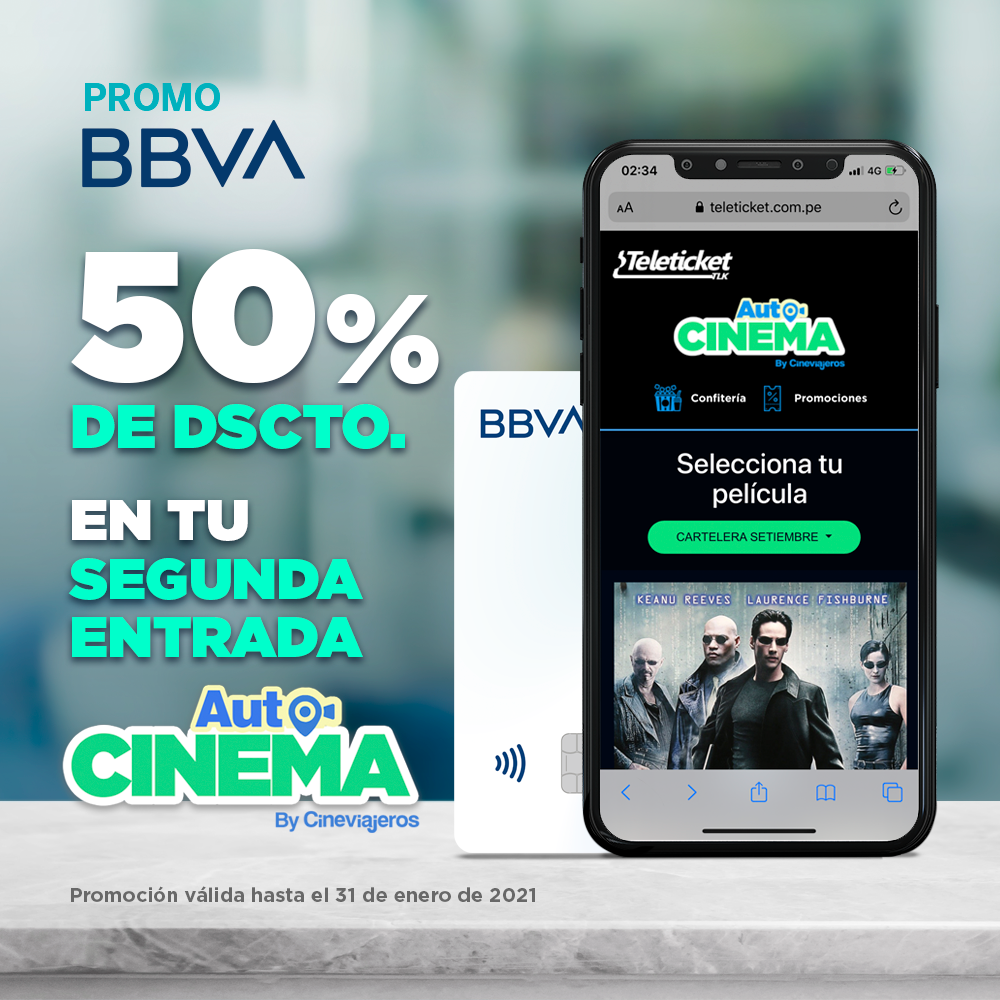 PROMO
BBVA
50%
DE DSCTO.
EN TU
SEGUNDA
ENTRADA
Auto
CINEMA
By Cineviajeros
Promoción válida hasta el 31 de enero de 2021
BBVA
02:34
4G
AA
teleticket.com.pe
Teleticket
TLK
Auto
CINEMA
By Cineviajeros
Confitería
Promociones
Selecciona tu
película
CARTELERA SETIEMBRE
KEANU REEVES LAURENCE FISHBURNE